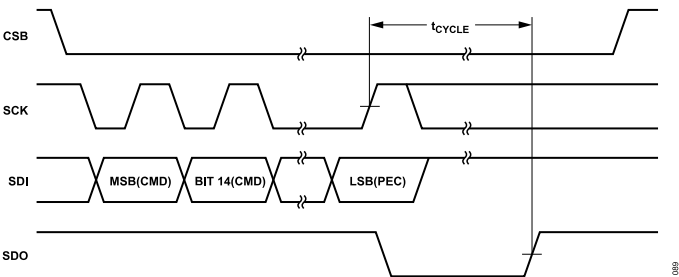 CSB
tCYCLE
SCK
SDI
MSB(CMD)
BIT 14(CMD)
LSB(PEC)
SDO
089